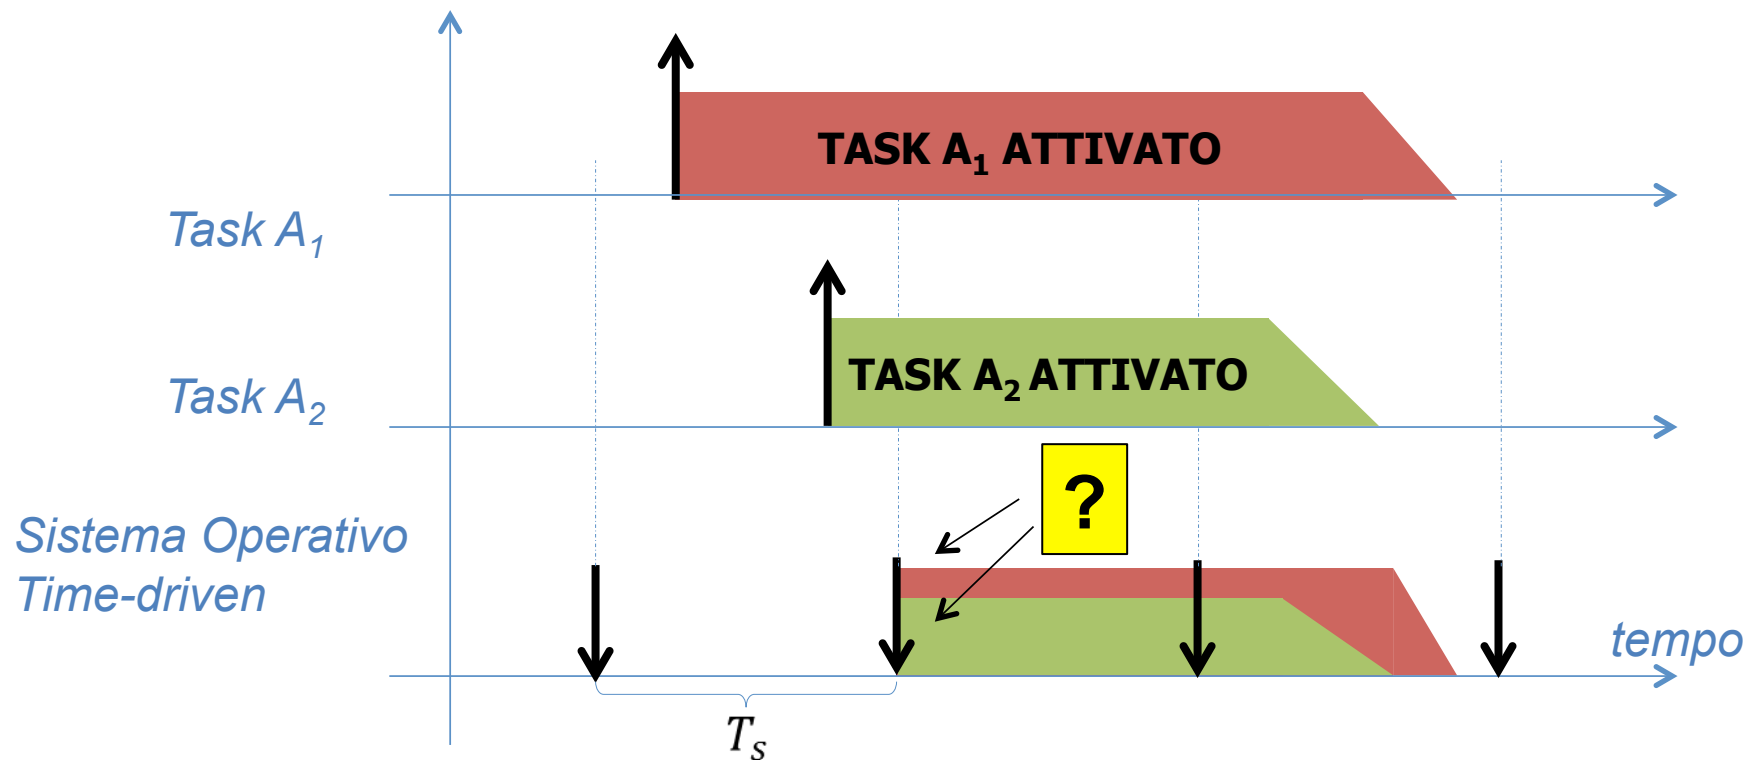 TASK A1 ATTIVATO
Task A1
TASK A2 ATTIVATO
Task A2
?
Sistema Operativo
Time-driven
tempo
Ts